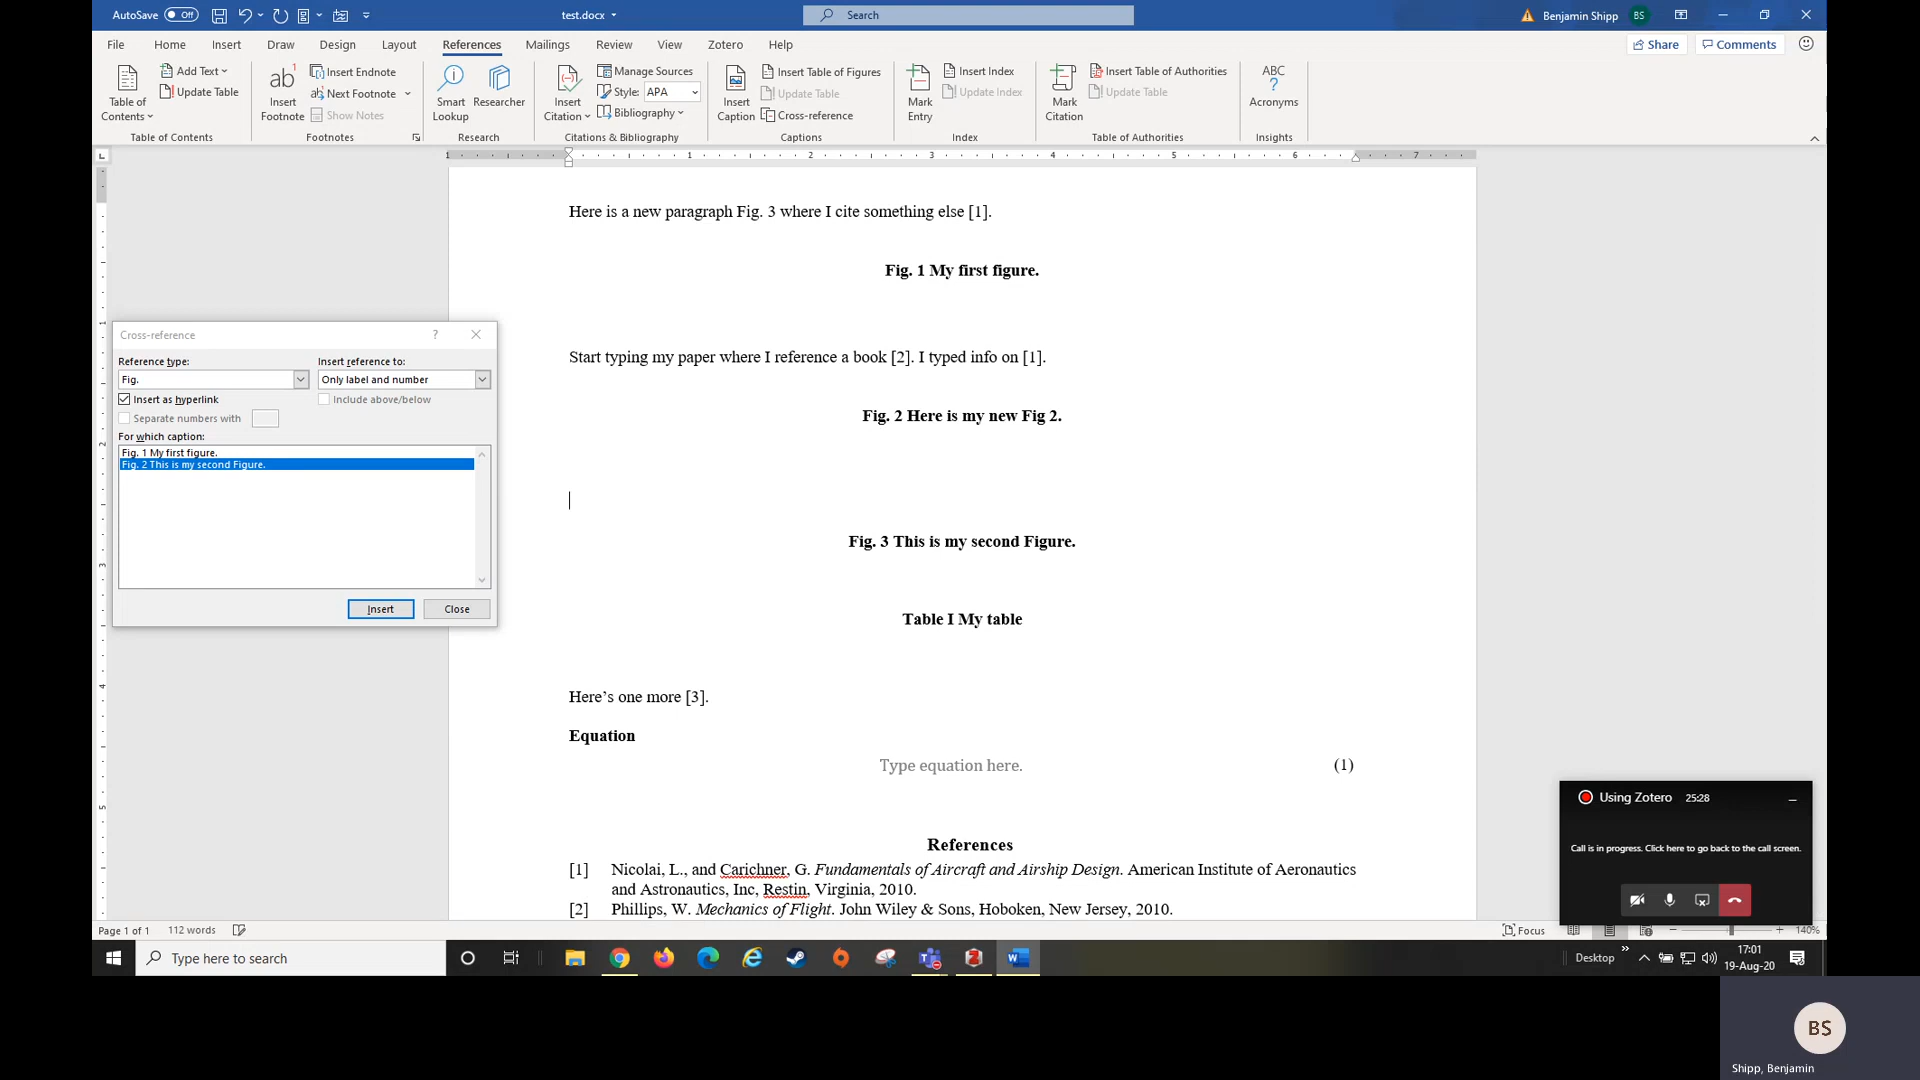 AutoSave Off test.docx Search Benjamin Shipp BS
File Home Insert Draw Design Layout References Mailings Review View Zotero Help Share Comments
Table of Contents
Add Text
Update Table
Table of Contents
Insert Footnote
Insert Endnote
Next Footnote
Show Notes
Footnotes
Smart Lookup
Researcher
Research
Insert Citation
Manage Sources
Style: APA
Bibliography
Citations & Bibliography
Insert Caption
Insert Table of Figures
Update Table
Cross-reference
Captions
Mark Entry
Insert Index
Update Index
Index
Mark Citation
Insert Table of Authorities
Update Table
Table of Authorities
Acronyms
Insights
1 1 2 3 4 5 6 7
Here is a new paragraph Fig. 3 where I cite something else [1].
Fig. 1 My first figure.
Start typing my paper where I reference a book [2]. I typed info on [1].
Fig. 2 Here is my new Fig 2.
Fig. 3 This is my second Figure.
Table I My table
Here’s one more [3].
Equation
Type equation here. (1)
References
[1] Nicolai, L., and Carichner, G. Fundamentals of Aircraft and Airship Design. American Institute of Aeronautics
and Astronautics, Inc, Restin, Virginia, 2010.
[2] Phillips, W. Mechanics of Flight. John Wiley & Sons, Hoboken, New Jersey, 2010.
Cross-reference ?
Reference type: Insert reference to:
Fig. Only label and number
Insert as hyperlink Include above/below
Separate numbers with
For which caption:
Fig. 1 My first figure.
Fig. 2 This is my second Figure.
Insert Close
Using Zotero 25:28
Call is in progress. Click here to go back to the call screen.
Page 1 of 1 112 words Focus 140%
Type here to search Desktop 17:01
19-Aug-20
BS
Shipp, Benjamin